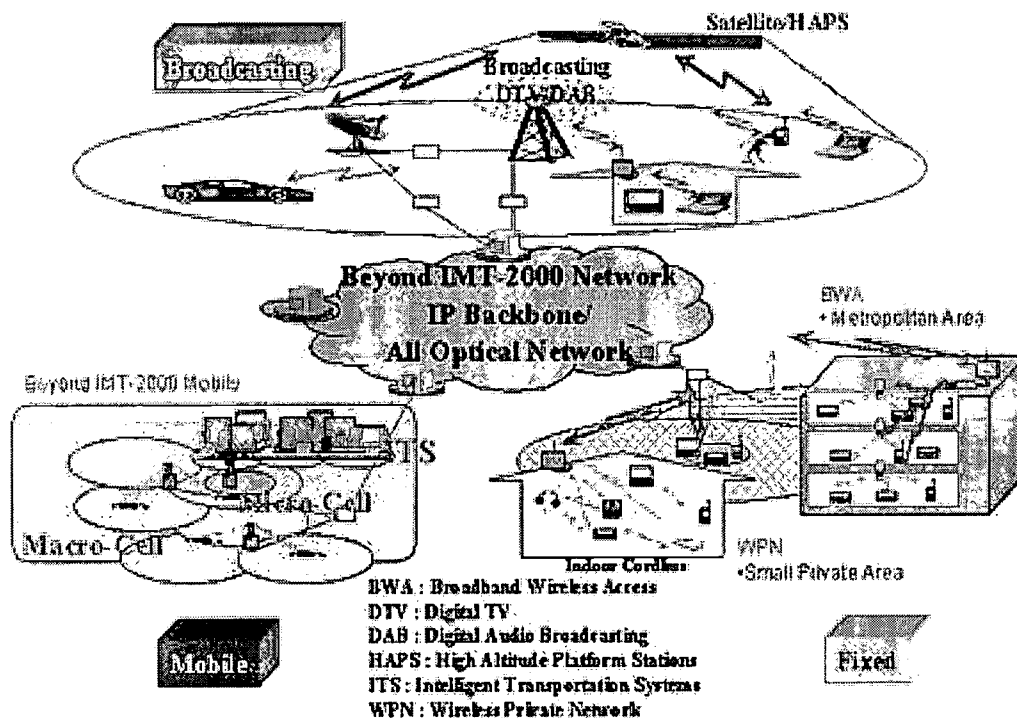 Satellite/HAPS
Broadcasting
Broadcasting
DTV/DAB
Beyond IMT-2000 Network
IP Backbone/
All Optical Network
BWA
• Metropolitan Area
Beyond IMT-2000 Mobile
ITS
Micro-Cell
Macro-Cell
WPN
•Small Private Area
Indoor Cordless
BWA : Broadband Wireless Access
DTV : Digital TV
DAB : Digital Audio Broadcasting
HAPS : High Altitude Platform Stations
ITS : Intelligent Transportation Systems
WPN : Wireless Private Network
Mobile
Fixed